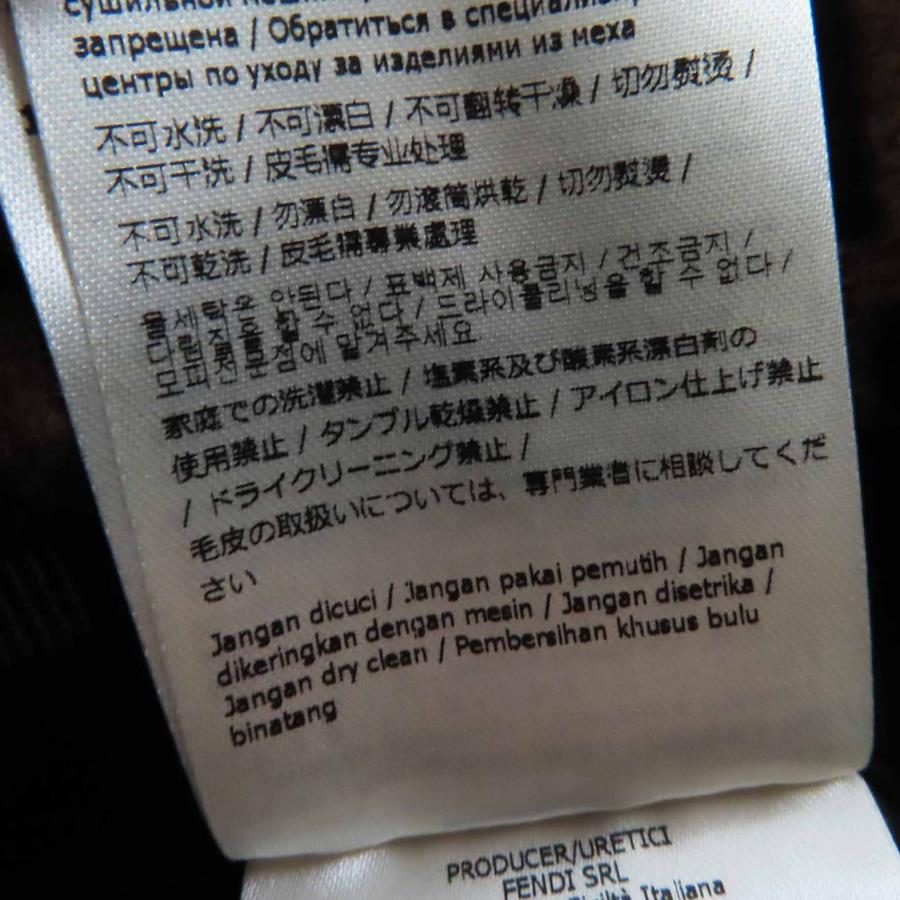 запрещена / Обратиться в
центры по уходу за изделиями из меха
不可水洗 / 不可漂白 / 不可翻转干燥 / 切勿熨烫 /
不可干洗 / 皮毛需专业处理
不可水洗 / 勿漂白 / 勿滾筒烘乾 / 切勿熨燙 /
不可乾洗 / 皮毛需專業處理
물세탁은 안된다 / 표백제 사용금지 / 건조금지 /
다림질을 할 수 없다 / 드라이클리닝을 할 수 없다 /
모피전문점에 맡겨주세요
家庭での洗濯禁止 / 塩素系及び酸素系漂白剤の
使用禁止 / タンブル乾燥禁止 / アイロン仕上げ禁止
/ ドライクリーニング禁止 /
毛皮の取扱いについては、専門業者に相談してくだ
さい
Jangan dicuci / Jangan pakai pemutih / Jangan
dikeringkan dengan mesin / Jangan disetrika /
Jangan dry clean / Pembersihan khusus bulu
binatang
PRODUCER/URETICI
FENDI SRL
Italiana